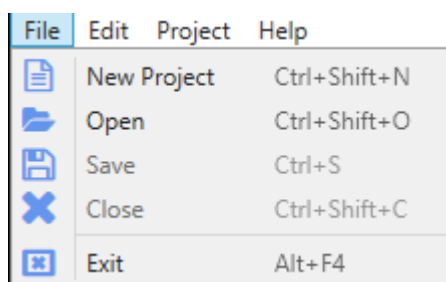 File Edit Project Help
New Project Ctrl+Shift+N
Open Ctrl+Shift+O
Save Ctrl+S
Close Ctrl+Shift+C
Exit Alt+F4